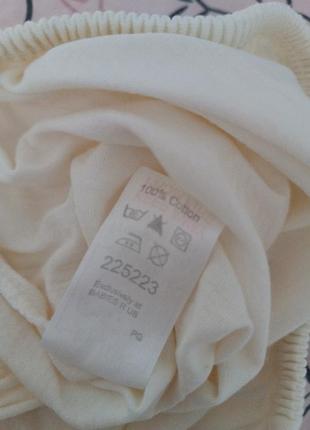 100% Cotton
225223
Exclusively at
BABIES R US
PG